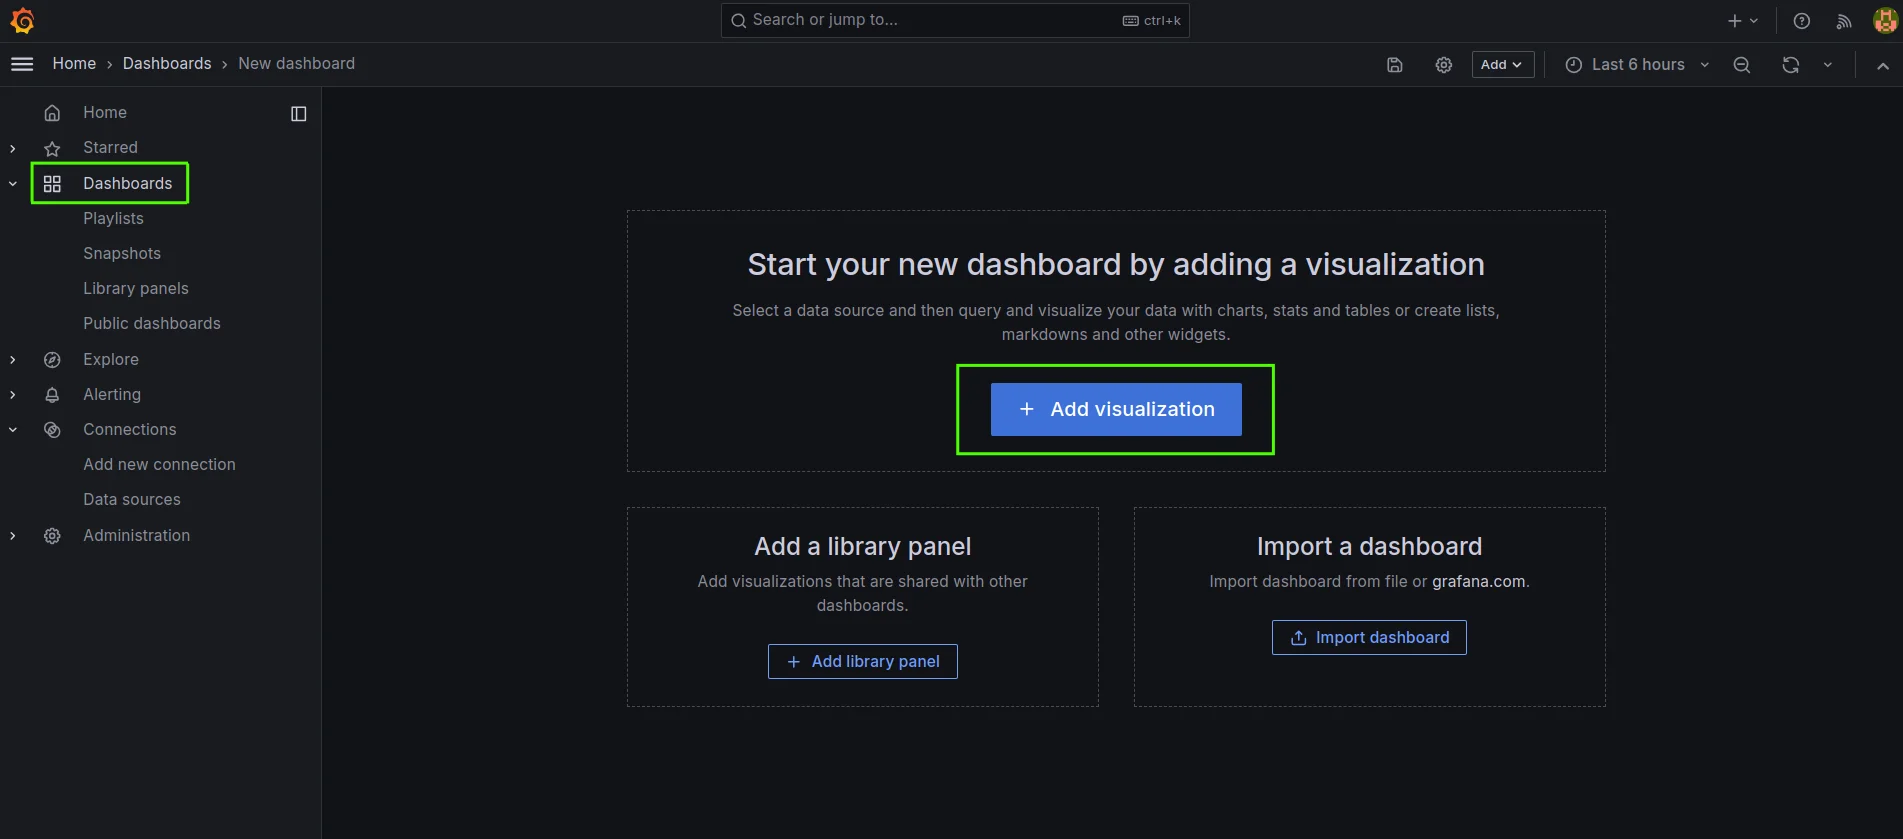 Search or jump to...
ctrl+k
Home > Dashboards > New dashboard
Add
Last 6 hours
Home
Starred
Dashboards
Playlists
Snapshots
Library panels
Public dashboards
Explore
Alerting
Connections
Add new connection
Data sources
Administration
Start your new dashboard by adding a visualization
Select a data source and then query and visualize your data with charts, stats and tables or create lists,
markdowns and other widgets.
+ Add visualization
Add a library panel
Add visualizations that are shared with other
dashboards.
+ Add library panel
Import a dashboard
Import dashboard from file or grafana.com.
Import dashboard